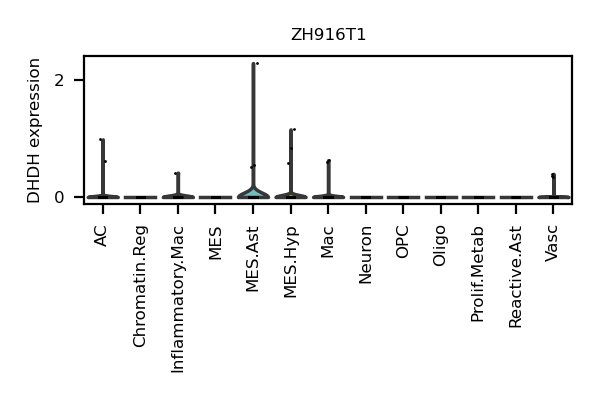 ZH916T1
DHDH expression
2
0
AC
Chromatin.Reg
Inflammatory.Mac
MES
MES.Ast
MES.Hyp
Mac
Neuron
OPC
Oligo
Prolif.Metab
Reactive.Ast
Vasc